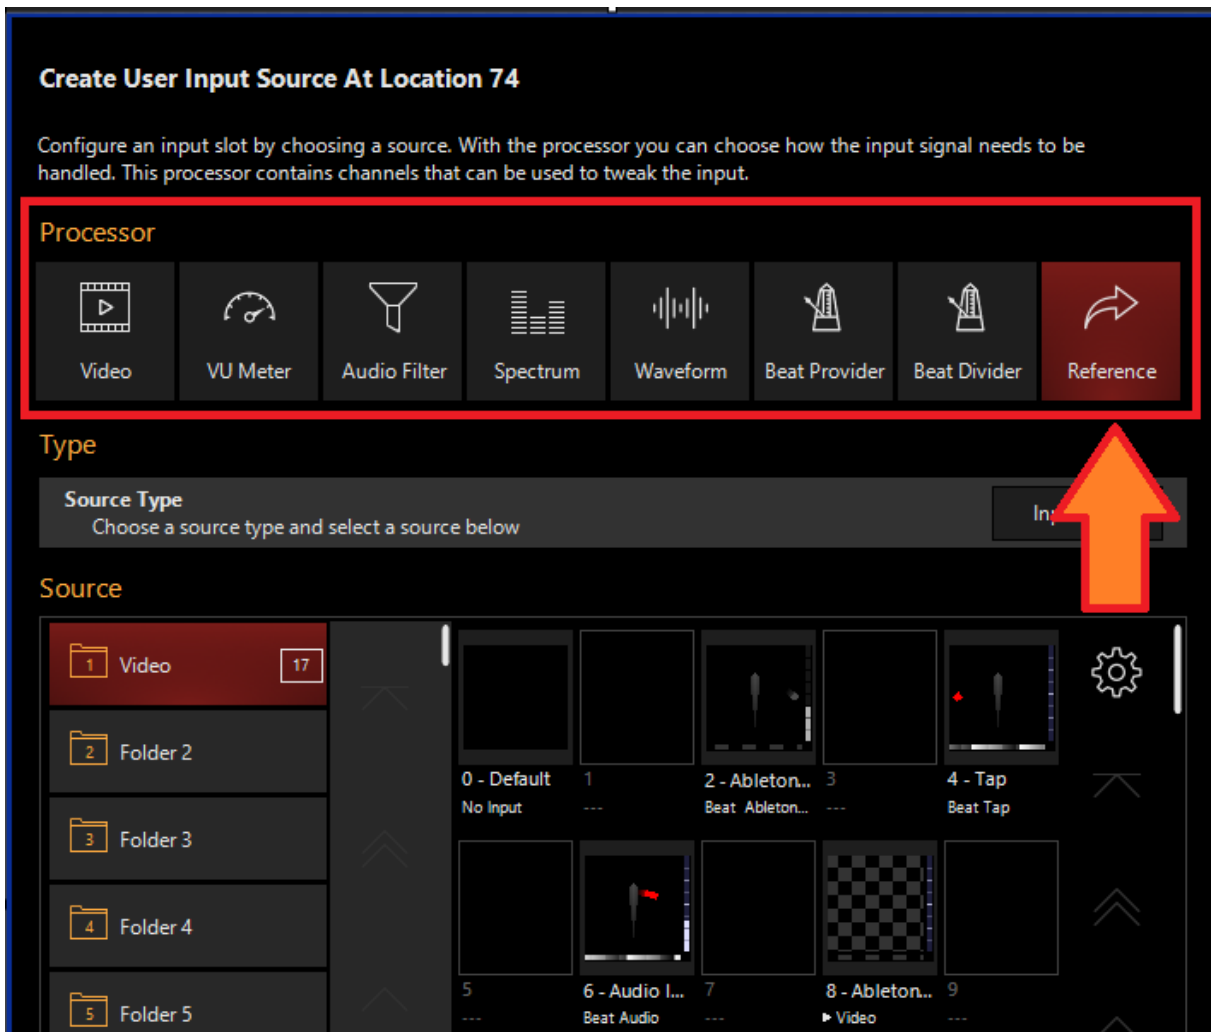 Create User Input Source At Location 74
Configure an input slot by choosing a source. With the processor you can choose how the input signal needs to be
handled. This processor contains channels that can be used to tweak the input.
Processor
Video
VU Meter
Audio Filter
Spectrum
Waveform
Beat Provider
Beat Divider
Reference
Type
Source Type
Choose a source type and select a source below
Source
1 Video 17
2 Folder 2
3 Folder 3
4 Folder 4
5 Folder 5
0 - Default
No Input
1
---
2 - Ableton...
Beat Ableton...
3
---
4 - Tap
Beat Tap
5
---
6 - Audio I...
Beat Audio
7
---
8 - Ableton...
Video
9
---